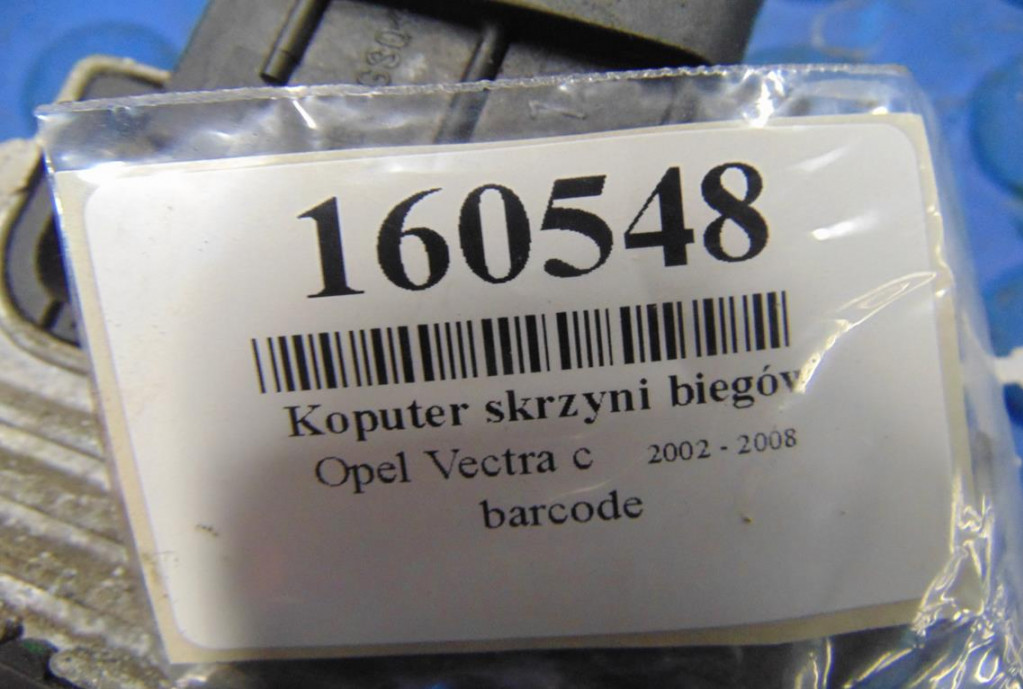 160548
Koputer skrzyni biegów
Opel Vectra c 2002 - 2008
barcode